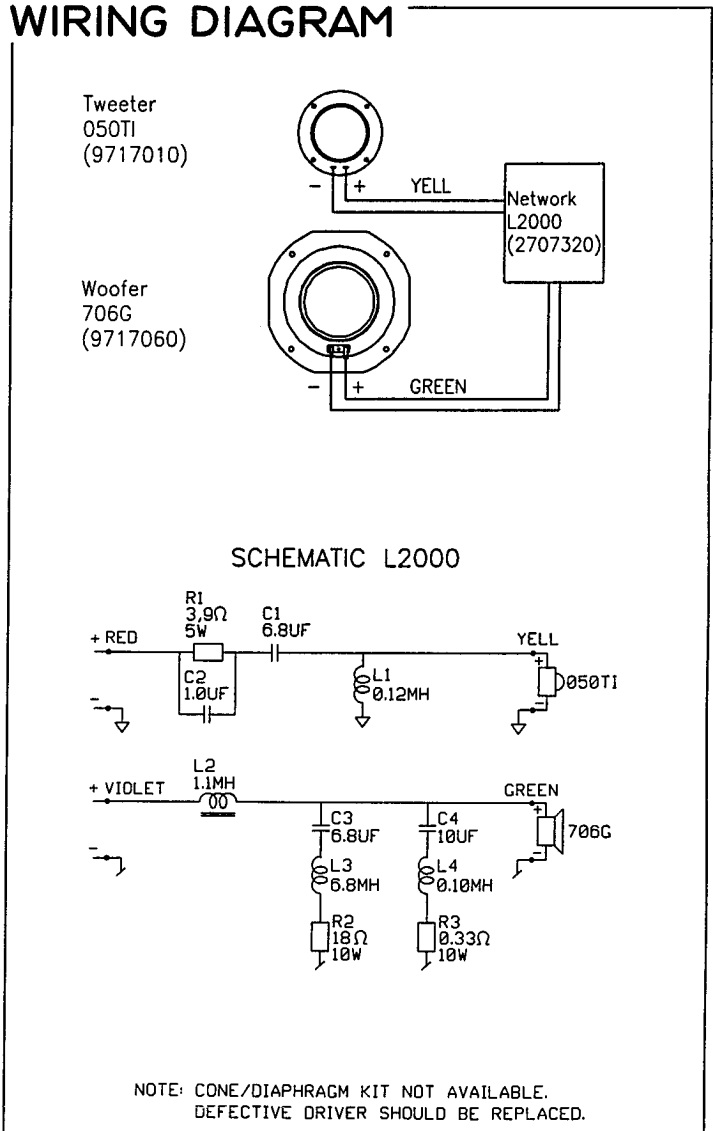 WIRING DIAGRAM
Tweeter
050TI
(9717010)
- +
YELL
Network
L2000
(2707320)
Woofer
706G
(9717060)
- +
GREEN
SCHEMATIC L2000
R1
3,9Ω
5W
C1
6.8UF
+ RED
YELL
+
C2
1.0UF
L1
0.12MH
050TI
-
-
L2
1.1MH
+ VIOLET
GREEN
+
C3
6.8UF
C4
10UF
706G
-
-
L3
6.8MH
L4
0.10MH
R2
18Ω
10W
R3
0.33Ω
10W
NOTE: CONE/DIAPHRAGM KIT NOT AVAILABLE.
DEFECTIVE DRIVER SHOULD BE REPLACED.